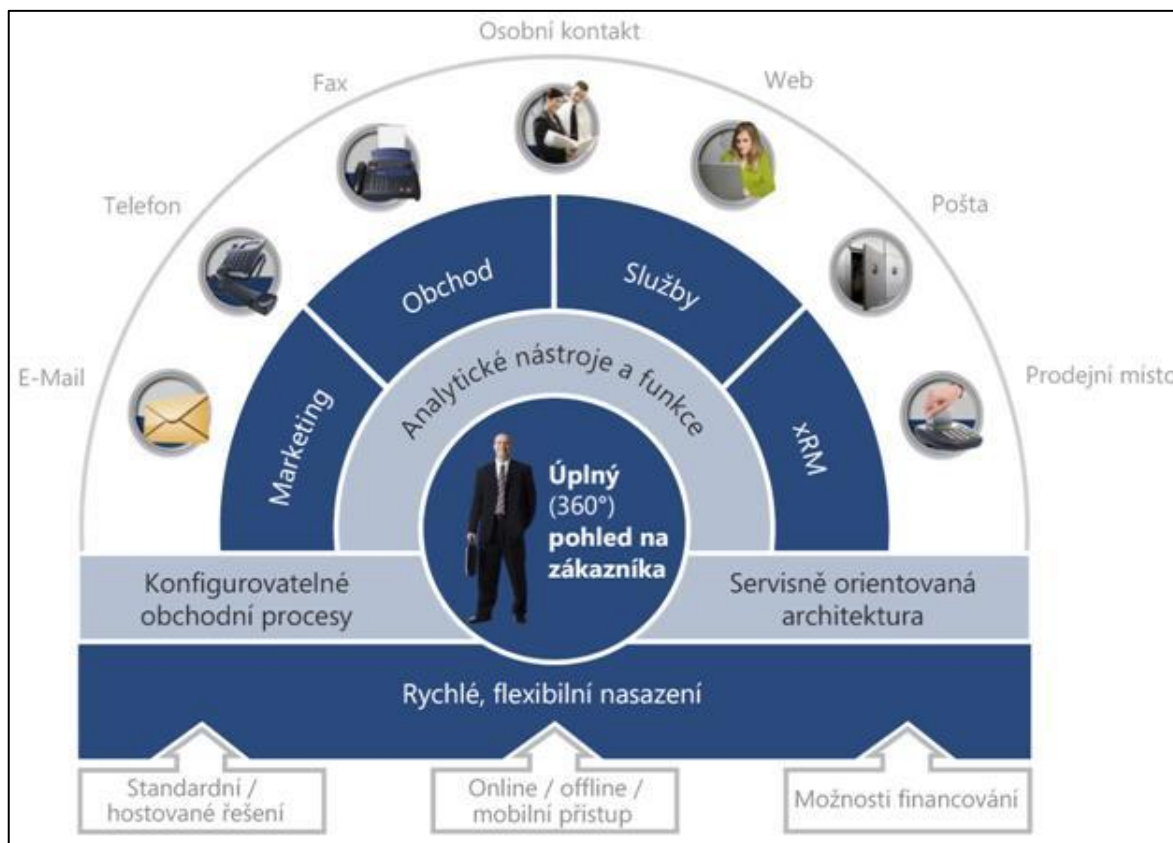 Osobní kontakt
Fax
Web
Telefon
Pošta
E-Mail
Prodejní místo
Marketing
Obchod
Služby
xRM
Analytické nástroje a funkce
Úplný
(360°)
pohled na
zákazníka
Konfigurovatelné
obchodní procesy
Servisně orientovaná
architektura
Rychlé, flexibilní nasazení
Standardní /
hostované řešení
Online / offline /
mobilní přístup
Možnosti financování